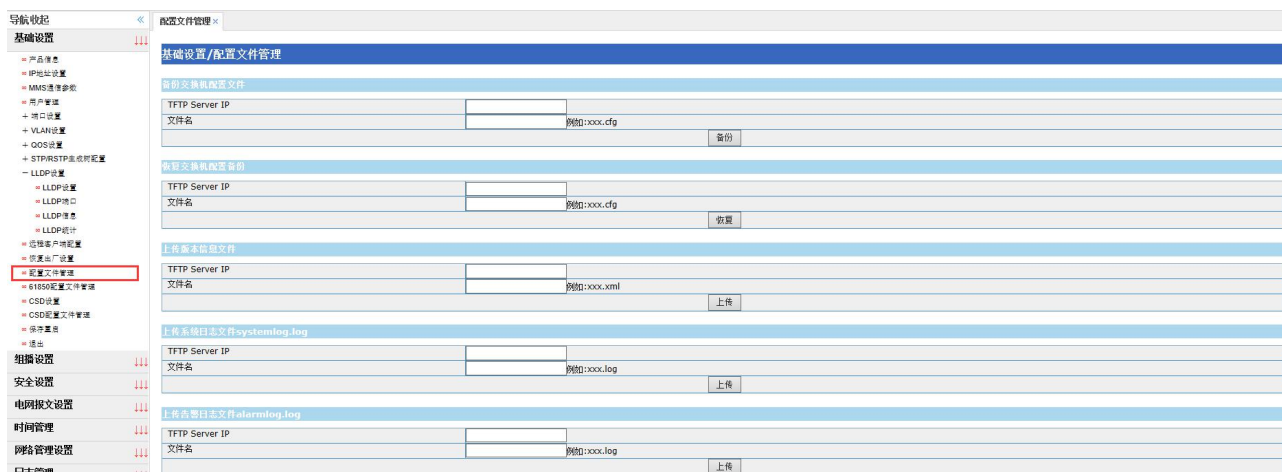 导航收起 «
基础设置
产品信息
IP地址设置
MMS通信参数
用户管理
+ 端口设置
+ VLAN设置
+ QOS设置
+ STP/RSTP生成树配置
− LLDP设置
LLDP设置
LLDP端口
LLDP信息
LLDP统计
远程客户端配置
恢复出厂设置
配置文件管理
61850配置文件管理
CSD设置
CSD配置文件管理
保存重启
退出
组播设置
安全设置
电网报文设置
时间管理
网络管理设置
日志管理
配置文件管理×
基础设置/配置文件管理
备份交换机配置文件
TFTP Server IP
文件名 例如:xxx.cfg
备份
恢复交换机配置备份
TFTP Server IP
文件名 例如:xxx.cfg
恢复
上传版本信息文件
TFTP Server IP
文件名 例如:xxx.xml
上传
上传系统日志文件systemlog.log
TFTP Server IP
文件名 例如:xxx.log
上传
上传告警日志文件alarmlog.log
TFTP Server IP
文件名 例如:xxx.log
上传